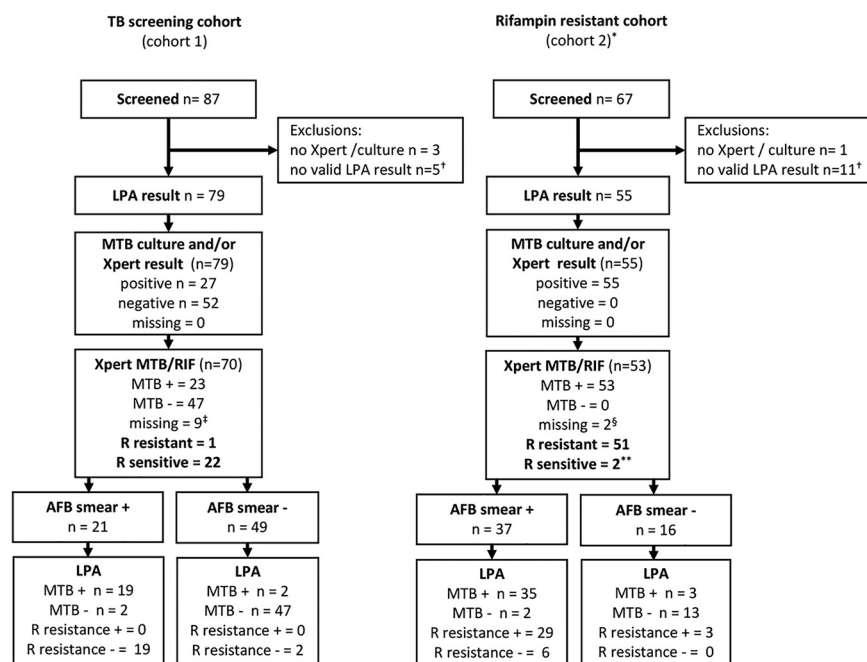 TB screening cohort
(cohort 1)
Screened n= 87
Exclusions:
no Xpert /culture n = 3
no valid LPA result n=5†
LPA result n = 79
MTB culture and/or
Xpert result (n=79)
positive n = 27
negative n = 52
missing = 0
Xpert MTB/RIF (n=70)
MTB + = 23
MTB - = 47
missing = 9‡
R resistant = 1
R sensitive = 22
AFB smear +
n = 21
AFB smear -
n = 49
LPA
MTB + n = 19
MTB - n = 2
R resistance + = 0
R resistance - = 19
LPA
MTB + n = 2
MTB - n = 47
R resistance + = 0
R resistance - = 2
Rifampin resistant cohort
(cohort 2)*
Screened n = 67
Exclusions:
no Xpert / culture n= 1
no valid LPA result n=11†
LPA result n = 55
MTB culture and/or
Xpert result (n=55)
positive = 55
negative = 0
missing = 0
Xpert MTB/RIF (n=53)
MTB + = 53
MTB - = 0
missing = 2§
R resistant = 51
R sensitive = 2**
AFB smear +
n = 37
AFB smear -
n = 16
LPA
MTB + n = 35
MTB - n = 2
R resistance + = 29
R resistance - = 6
LPA
MTB + n = 3
MTB - n = 13
R resistance + = 3
R resistance - = 0